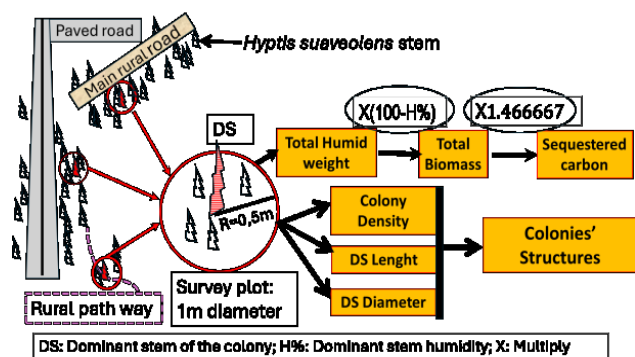 Paved road
Main rural road
Hyptis suaveolens stem
DS
X(100-H%)
X1.466667
Total Humid
weight
Total
Biomass
Sequestered
carbon
R=0,5m
Colony
Density
DS Lenght
DS Diameter
Colonies'
Structures
Survey plot:
1m diameter
Rural path way
DS: Dominant stem of the colony; H%: Dominant stem humidity; X: Multiply